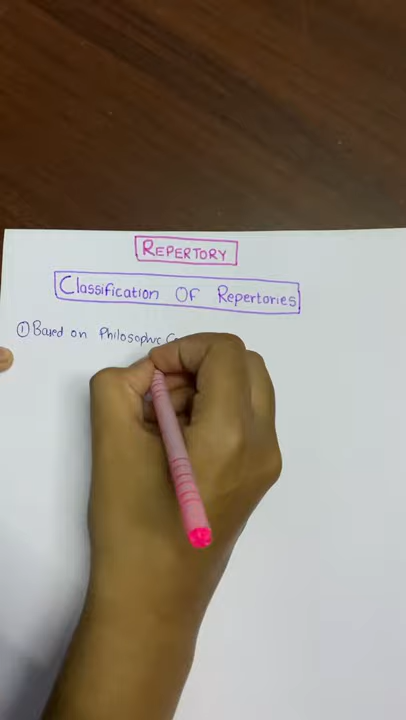 REPERTORY
Classification Of Repertories
① Based on Philosophic